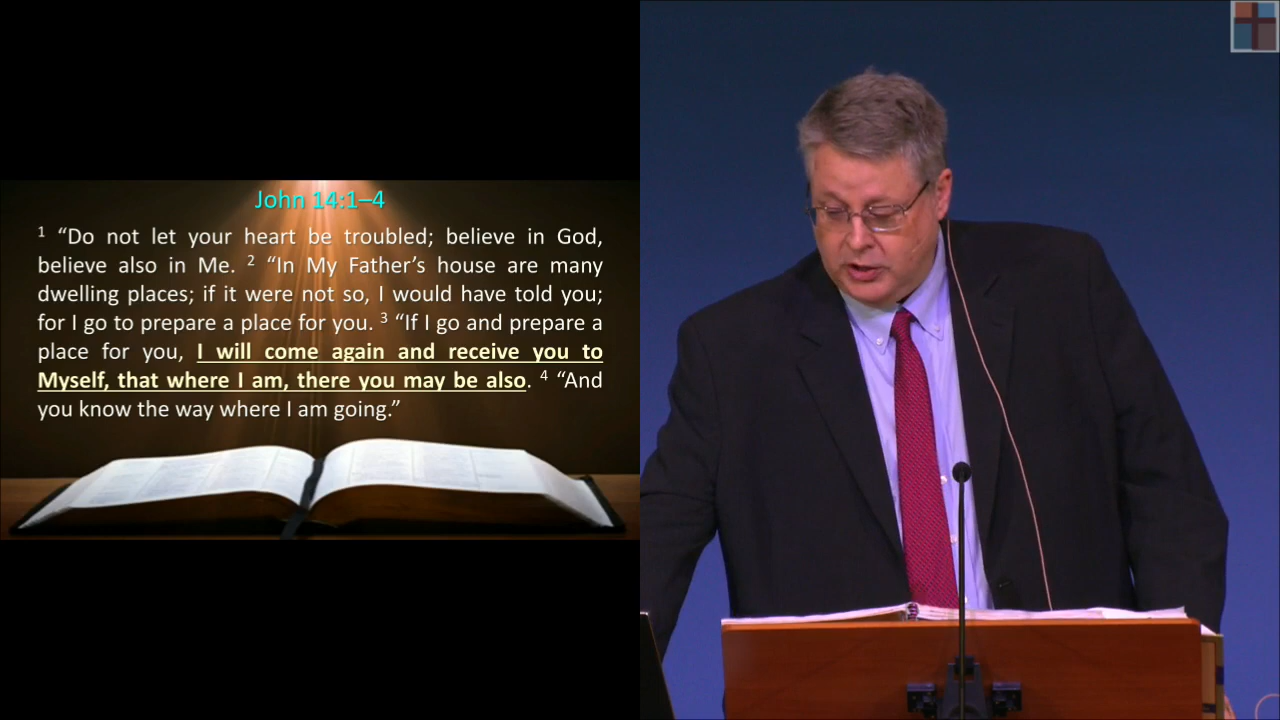 John 14:1–4
1 “Do not let your heart be troubled; believe in God,
believe also in Me. 2 “In My Father’s house are many
dwelling places; if it were not so, I would have told you;
for I go to prepare a place for you. 3 “If I go and prepare a
place for you, I will come again and receive you to
Myself, that where I am, there you may be also. 4 “And
you know the way where I am going.”